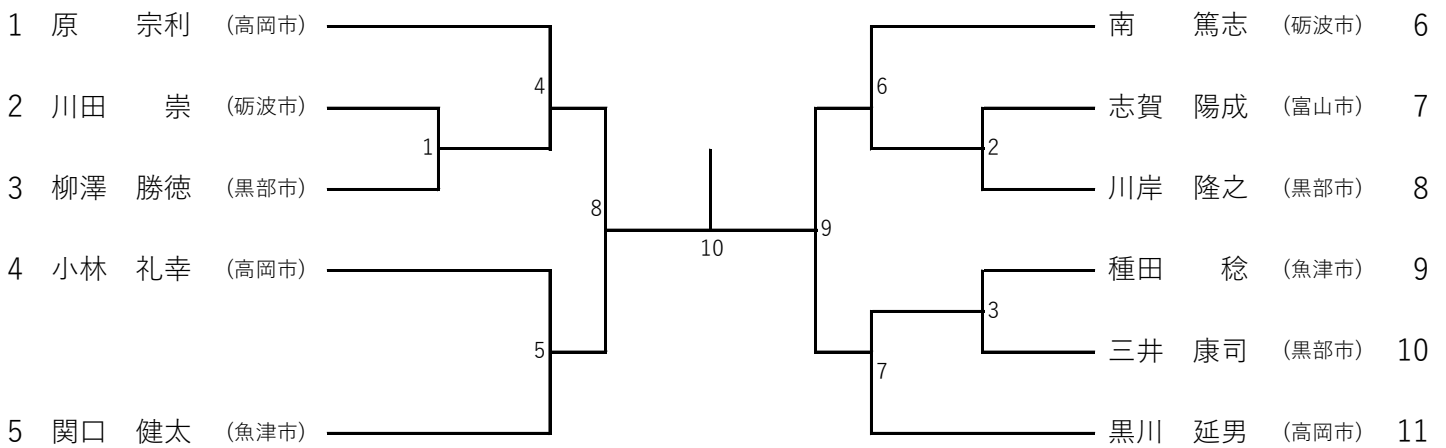 1 原 宗利 (高岡市) 南 篤志 (砺波市) 6
4 6
2 川田 崇 (砺波市) 志賀 陽成 (富山市) 7
1 2
3 柳澤 勝徳 (黒部市) 川岸 隆之 (黒部市) 8
8 9
10
4 小林 礼幸 (高岡市) 種田 稔 (魚津市) 9
3
5 三井 康司 (黒部市) 10
7
5 関口 健太 (魚津市) 黒川 延男 (高岡市) 11